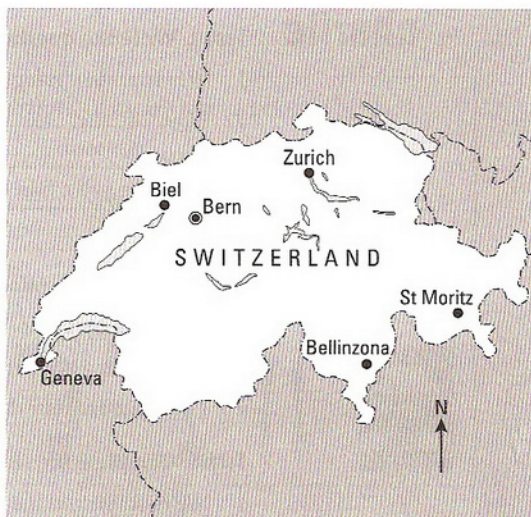 Zurich
Biel
Bern
SWITZERLAND
St Moritz
Bellinzona
Geneva
N